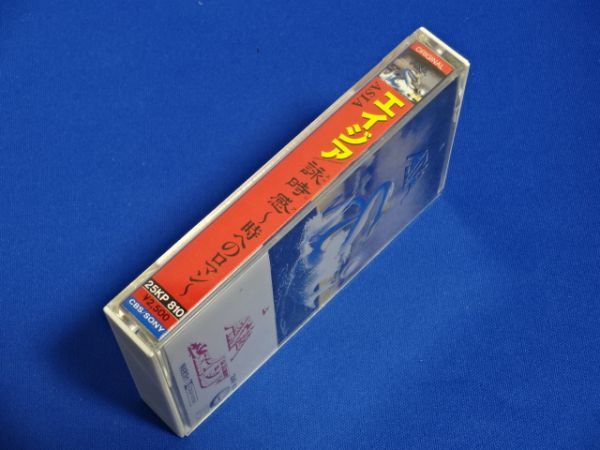 ORIGINAL
エイジア
ASIA
詠時感〜時へのロマン〜
25KP 810
¥2,500
CBS/SONY